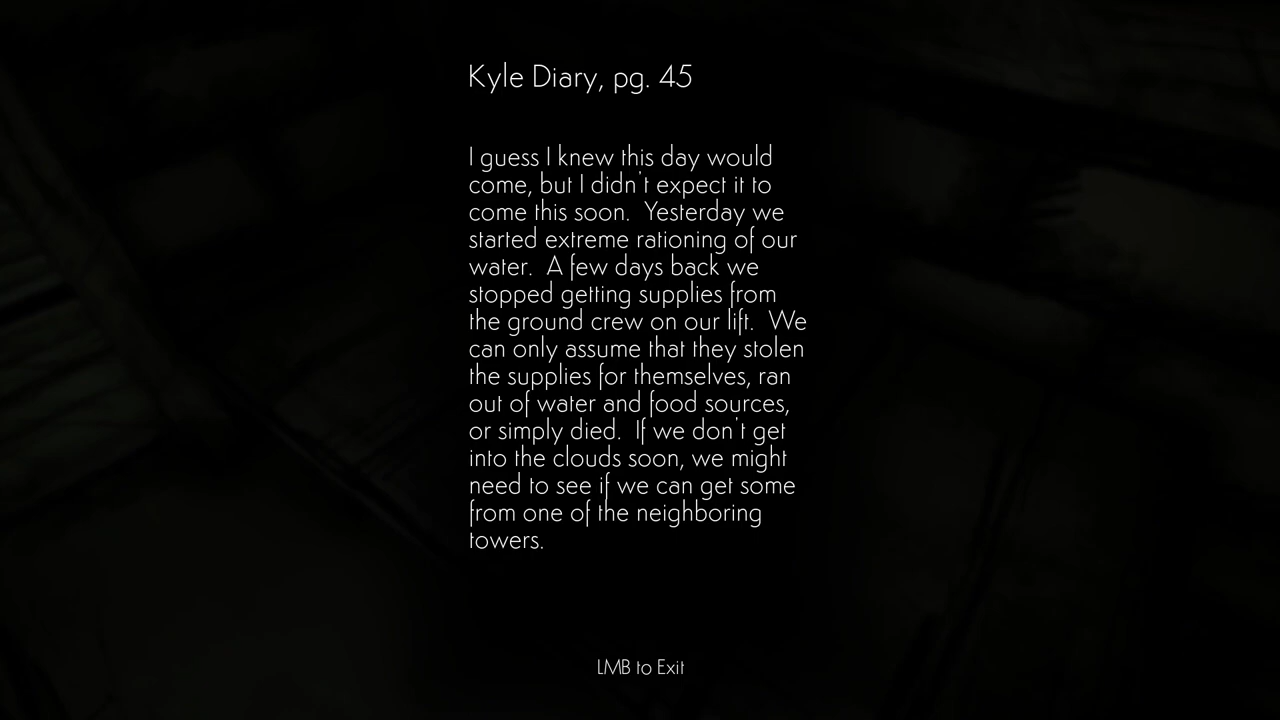 Kyle Diary, pg. 45
I guess I knew this day would
come, but I didn't expect it to
come this soon.  Yesterday we
started extreme rationing of our
water.  A few days back we
stopped getting supplies from
the ground crew on our lift.  We
can only assume that they stolen
the supplies for themselves, ran
out of water and food sources,
or simply died.  If we don't get
into the clouds soon, we might
need to see if we can get some
from one of the neighboring
towers.
LMB to Exit